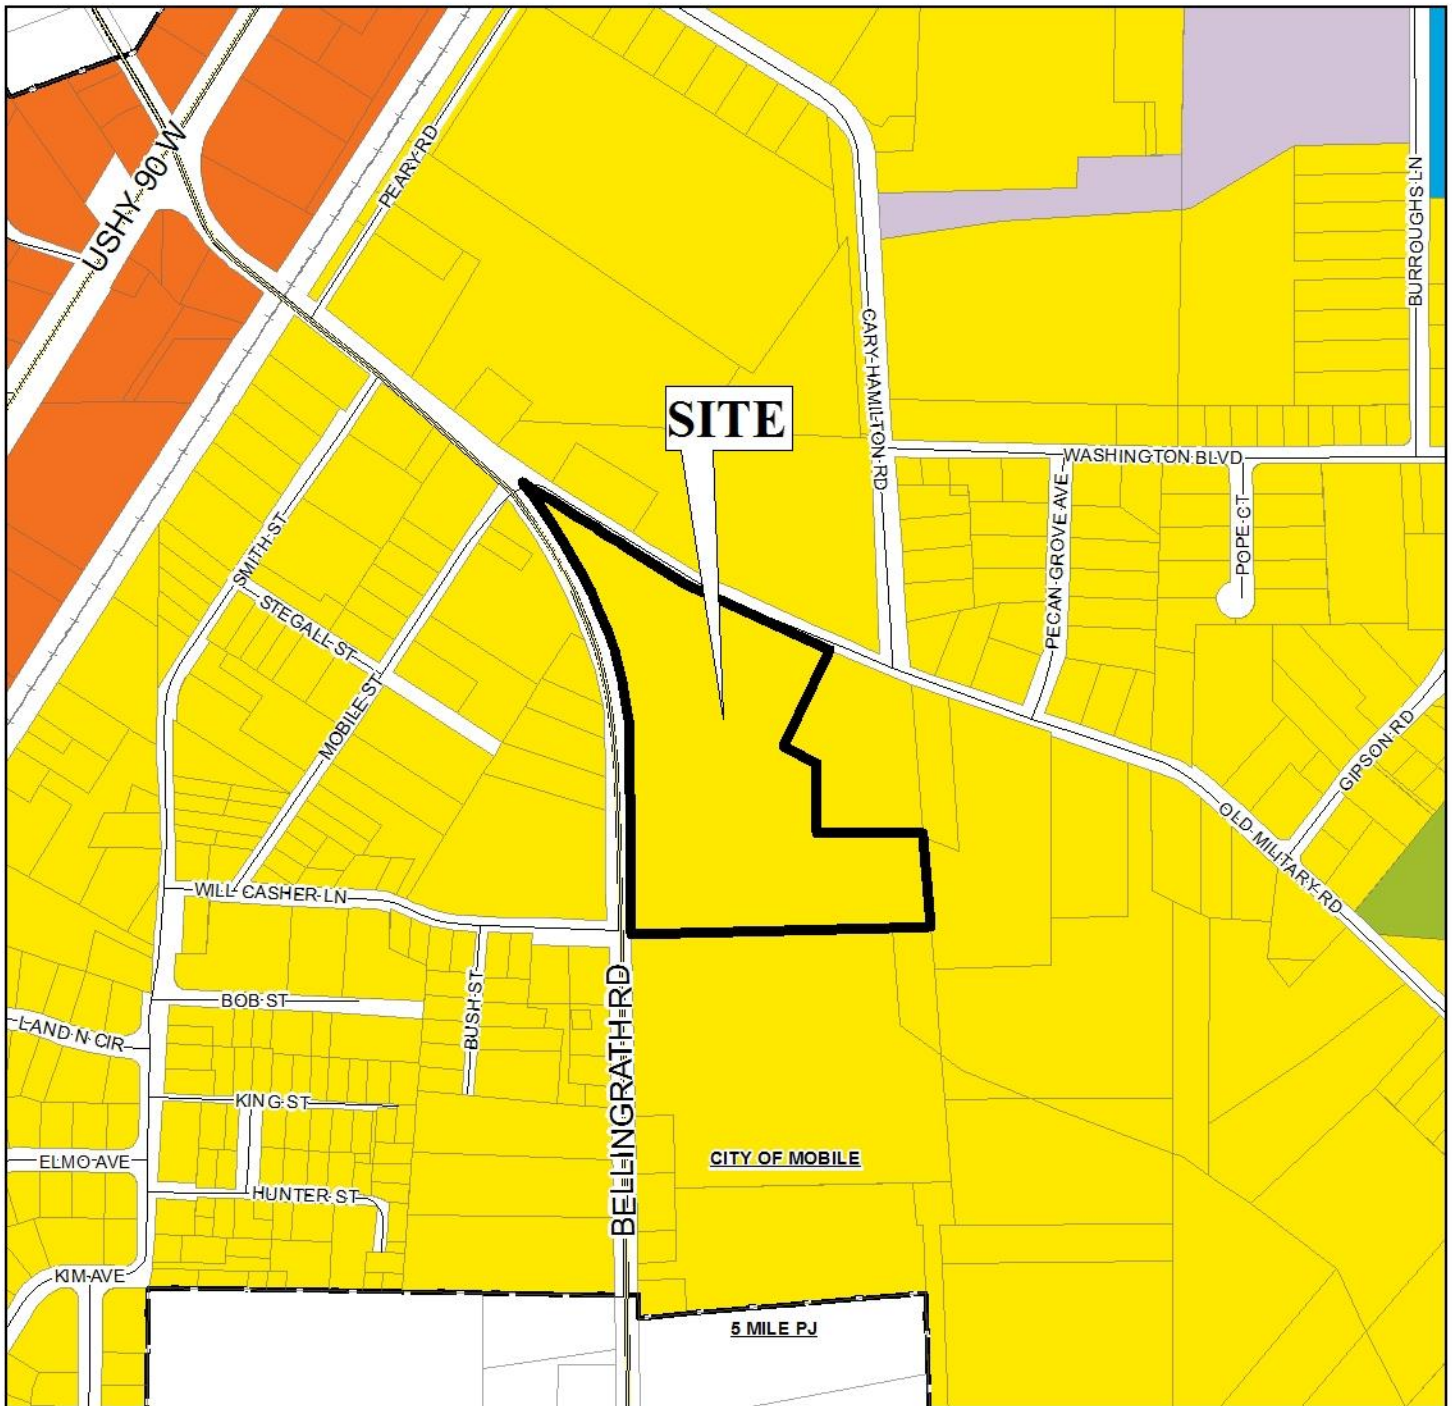 USHY 90 W
PEARY RD
BURROUGHS LN
CARY HAMILTON RD
SITE
WASHINGTON BLVD
PECAN GROVE AVE
POPE CT
SMITH ST
STEGALL ST
MOBILE ST
GIPSON RD
OLD MILITARY RD
WILL CASHER LN
BUSH ST
BOB ST
LAND N CIR
BELLINGRATH RD
KING ST
ELMO AVE
HUNTER ST
CITY OF MOBILE
KIM AVE
5 MILE PJ